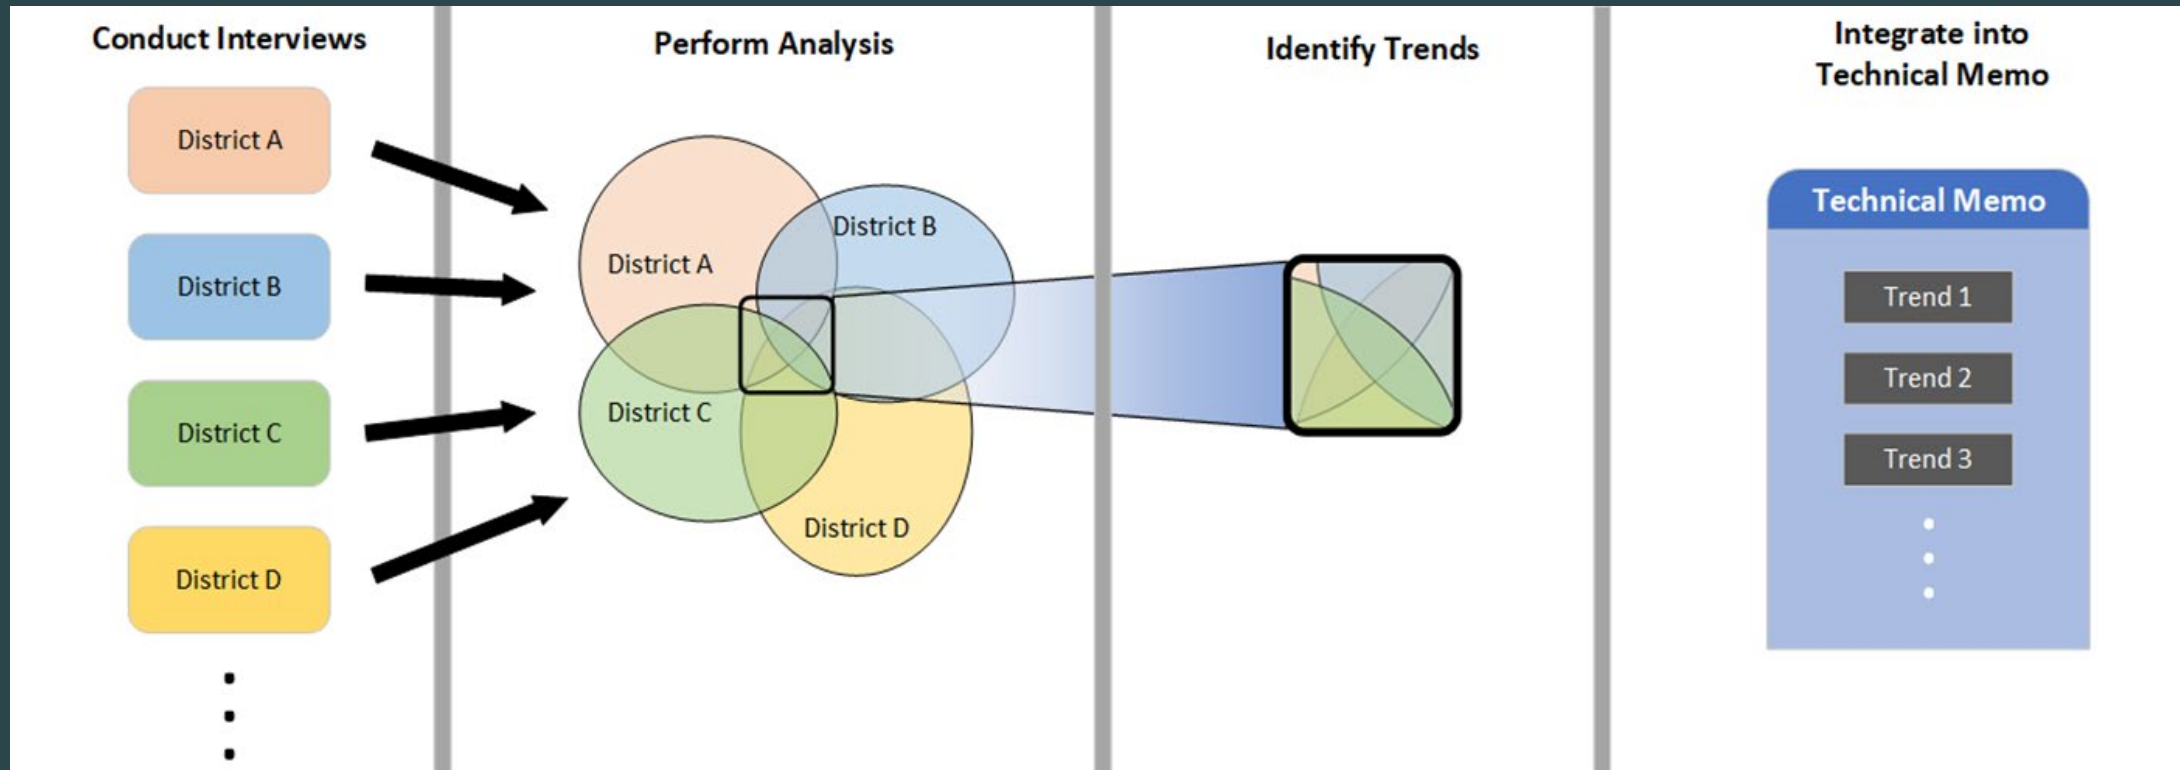 Conduct Interviews
District A
District B
District C
District D
Perform Analysis
District A
District B
District C
District D
Identify Trends
Integrate into
Technical Memo
Technical Memo
Trend 1
Trend 2
Trend 3